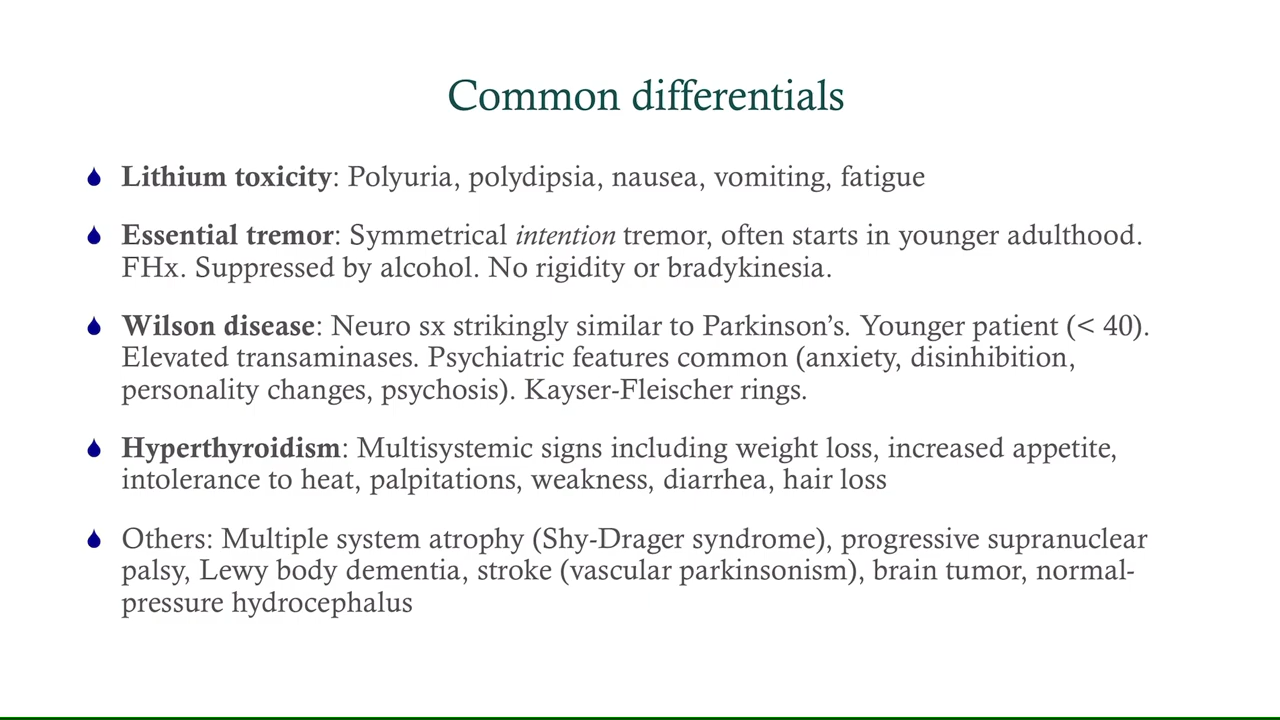 Common differentials
Lithium toxicity: Polyuria, polydipsia, nausea, vomiting, fatigue
Essential tremor: Symmetrical intention tremor, often starts in younger adulthood.
FHx. Suppressed by alcohol. No rigidity or bradykinesia.
Wilson disease: Neuro sx strikingly similar to Parkinson’s. Younger patient (< 40).
Elevated transaminases. Psychiatric features common (anxiety, disinhibition,
personality changes, psychosis). Kayser-Fleischer rings.
Hyperthyroidism: Multisystemic signs including weight loss, increased appetite,
intolerance to heat, palpitations, weakness, diarrhea, hair loss
Others: Multiple system atrophy (Shy-Drager syndrome), progressive supranuclear
palsy, Lewy body dementia, stroke (vascular parkinsonism), brain tumor, normal-
pressure hydrocephalus